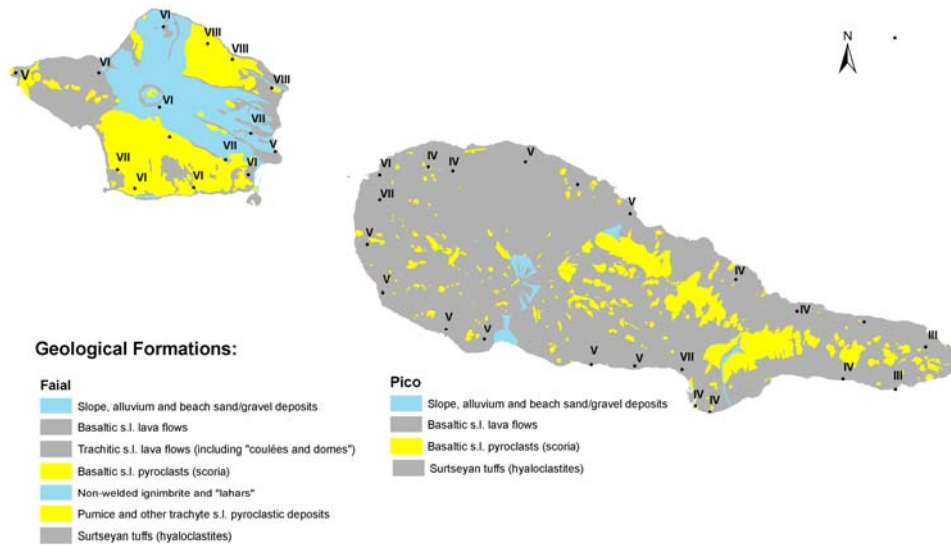 VI
VIII
VIII
VI
V
VIII
VI
VII
VII
V
VII
VI
VI
VI
N
VI
IV
IV
V
VII
V
V
V
V
V
IV
IV
III
V
V
VII
IV
III
IV
IV
Geological Formations:
Faial
Slope, alluvium and beach sand/gravel deposits
Basaltic s.l. lava flows
Trachitic s.l. lava flows (including "coulées and domes")
Basaltic s.l. pyroclasts (scoria)
Non-welded ignimbrite and "lahars"
Pumice and other trachyte s.l. pyroclastic deposits
Surtseyan tuffs (hyaloclastites)
Pico
Slope, alluvium and beach sand/gravel deposits
Basaltic s.l. lava flows
Basaltic s.l. pyroclasts (scoria)
Surtseyan tuffs (hyaloclastites)